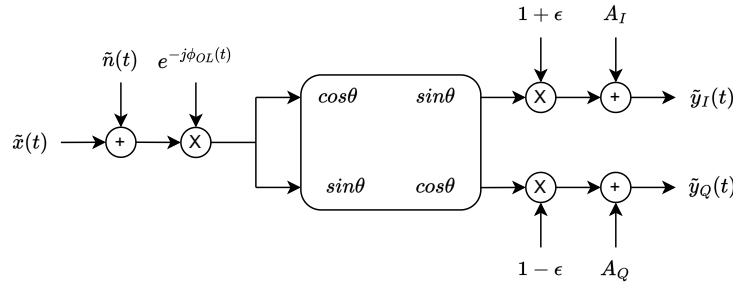 1 + ϵ A_I
ñ(t) e^{-jϕ_{OL}(t)}
cosθ sinθ X + ỹ_I(t)
x̃(t) + X
sinθ cosθ X + ỹ_Q(t)
1 − ϵ A_Q